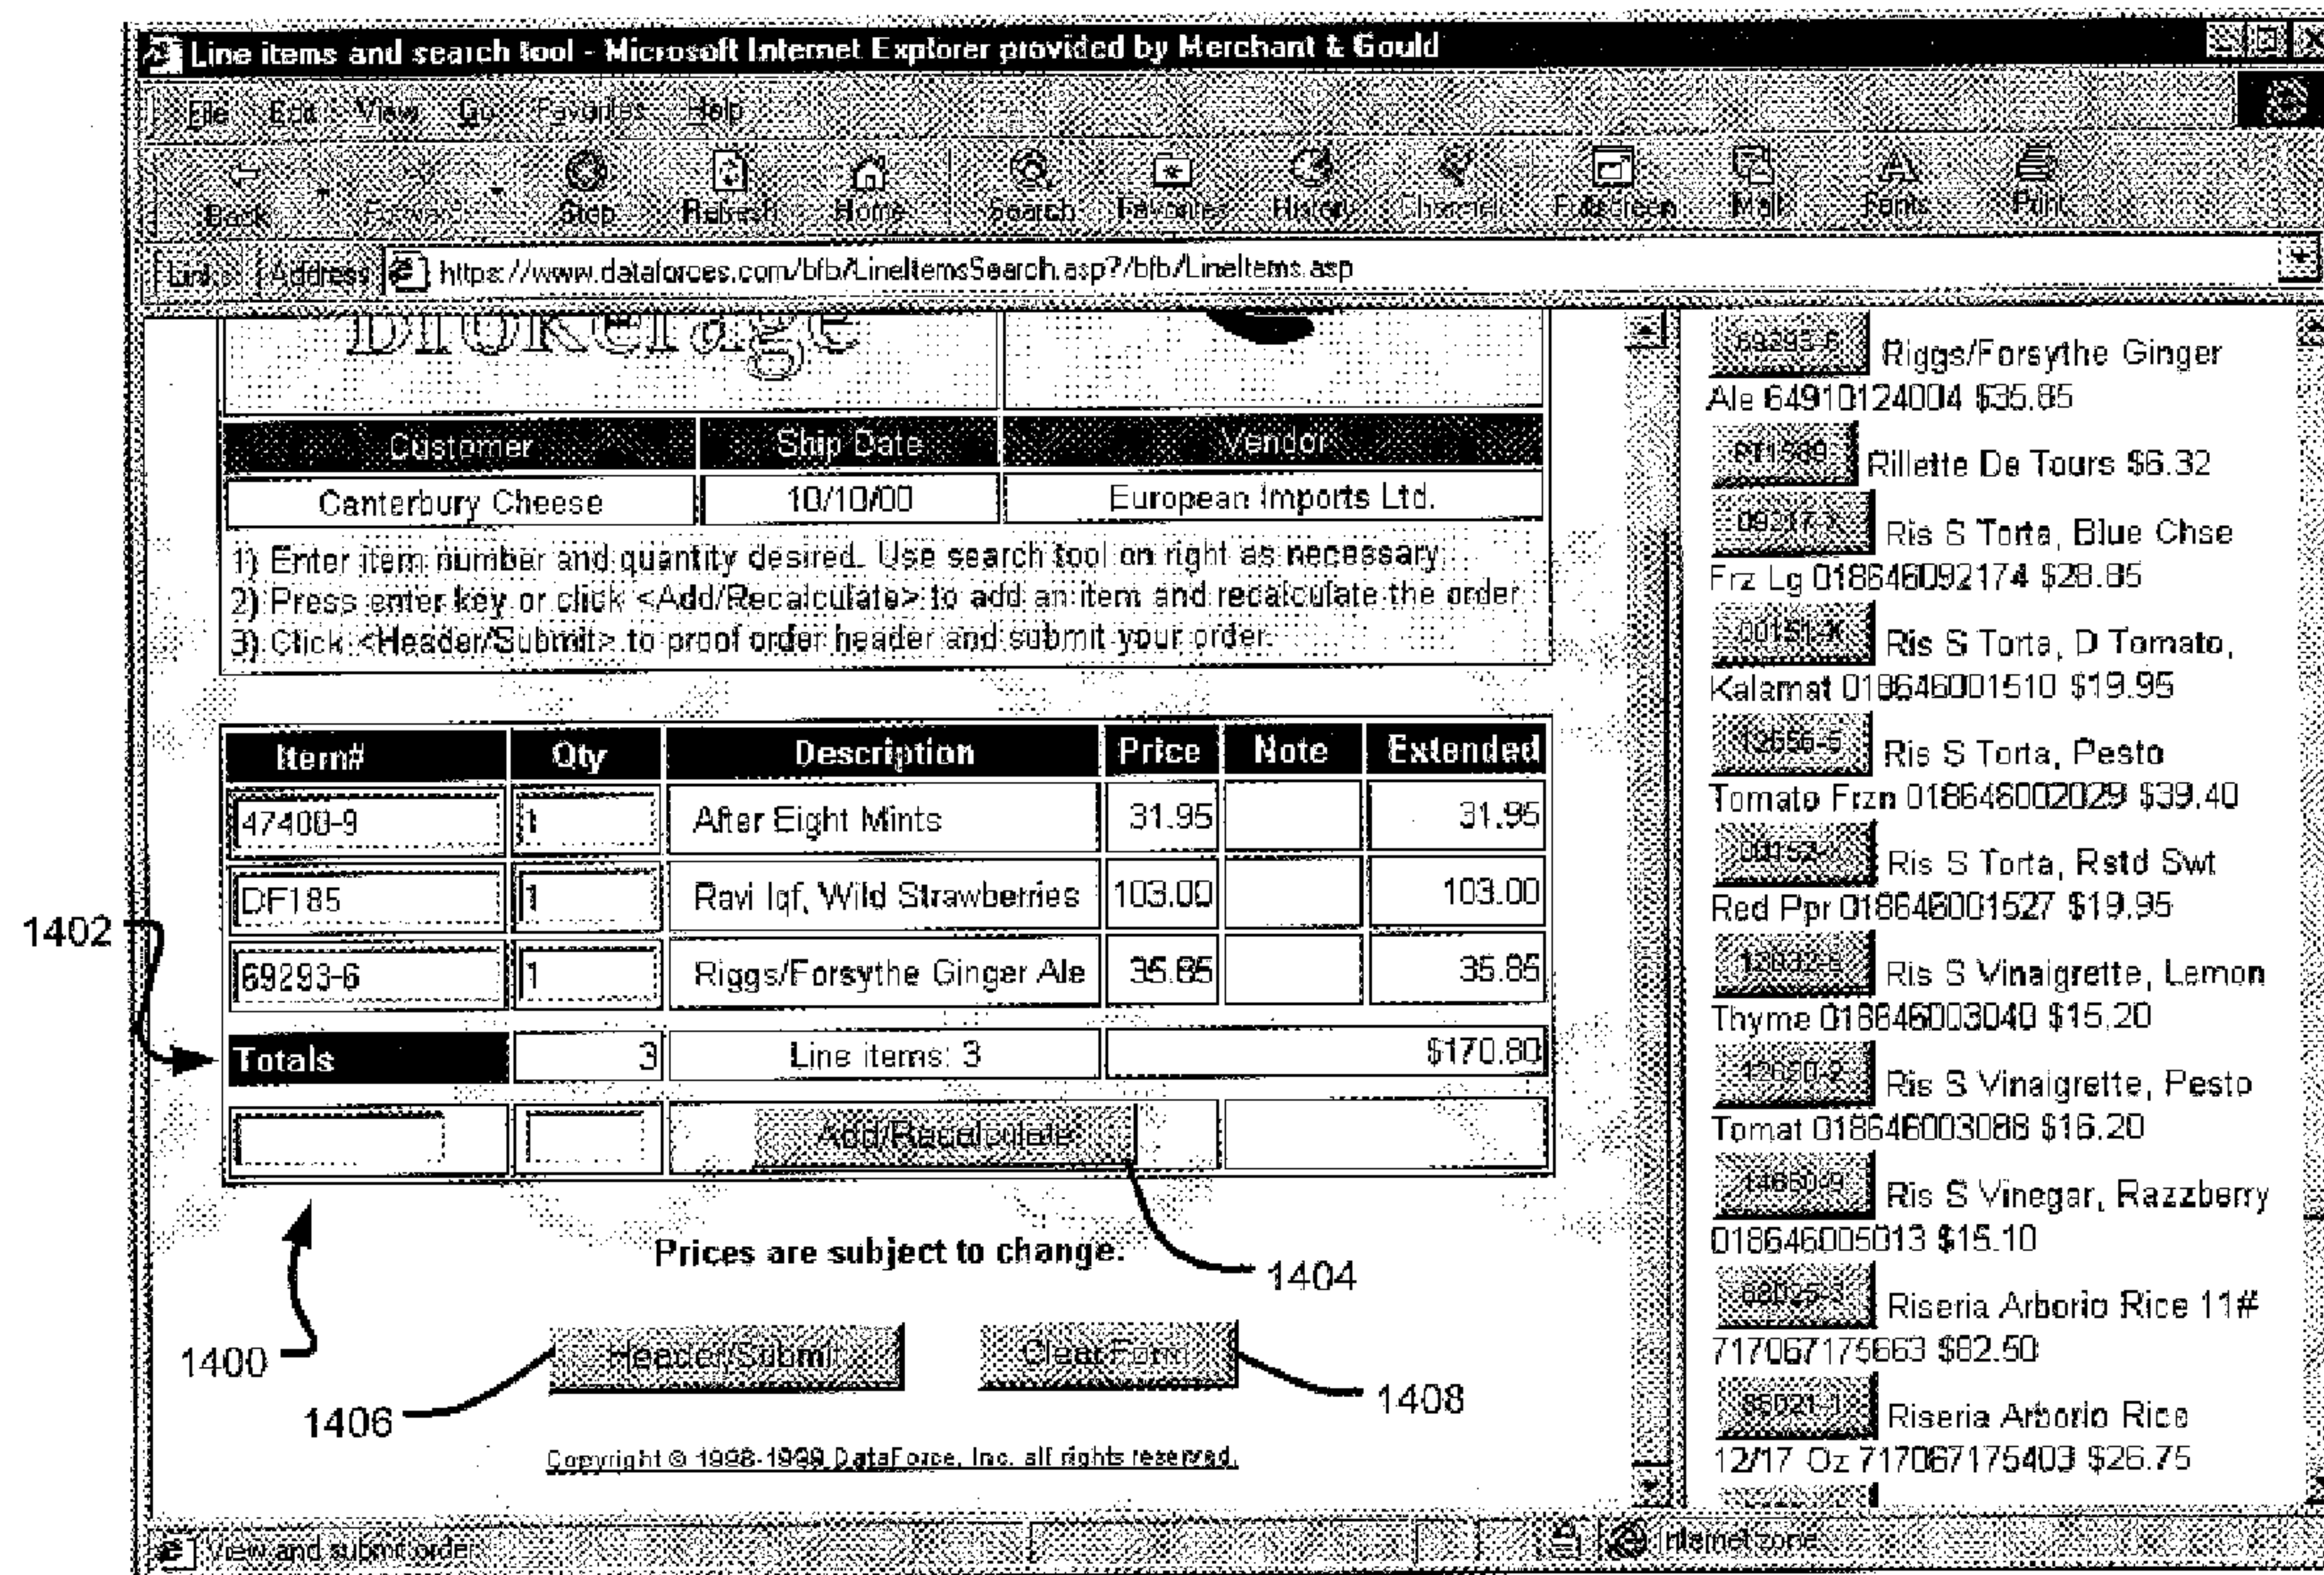 Line items and search tool - Microsoft Internet Explorer provided by Merchant & Gould
File Edit View Go Favorites Help
Back Forward Stop Refresh Home Search Favorites History Channels Fullscreen Mail Fonts Print
Links Address https://www.dataforces.com/bfb/LineItemsSearch.asp?/bfb/LineItems.asp
Brokerage
Customer Ship Date Vendor
Canterbury Cheese 10/10/00 European Imports Ltd.
1) Enter item number and quantity desired. Use search tool on right as necessary.
2) Press enter key or click <Add/Recalculate> to add an item and recalculate the order.
3) Click <Header/Submit> to proof order header and submit your order.
Item# Qty Description Price Note Extended
47400-9 1 After Eight Mints 31.95 31.95
DF185 1 Ravi Iqf, Wild Strawberries 103.00 103.00
69293-6 1 Riggs/Forsythe Ginger Ale 35.85 35.85
Totals 3 Line items: 3 $170.80
Add/Recalculate
Prices are subject to change.
Header/Submit Clear Form
Copyright © 1998-1999 DataForce, Inc. all rights reserved.
1402
1404
1400
1406
1408
69293-6 Riggs/Forsythe Ginger
Ale 64910124004 $35.85
Rillette De Tours $6.32
09217-X Ris S Torta, Blue Chse
Frz Lg 018646092174 $28.85
00151-X Ris S Torta, D Tomato,
Kalamat 018646001510 $19.95
Ris S Torta, Pesto
Tomato Frzn 018646002029 $39.40
Ris S Torta, Rstd Swt
Red Ppr 018646001527 $19.95
Ris S Vinaigrette, Lemon
Thyme 018646003040 $15.20
Ris S Vinaigrette, Pesto
Tomat 018646003088 $16.20
Ris S Vinegar, Razzberry
018646005013 $15.10
Riseria Arborio Rice 11#
717067175663 $82.50
Riseria Arborio Rice
12/17 Oz 717067175403 $26.75
View and submit order Internet zone